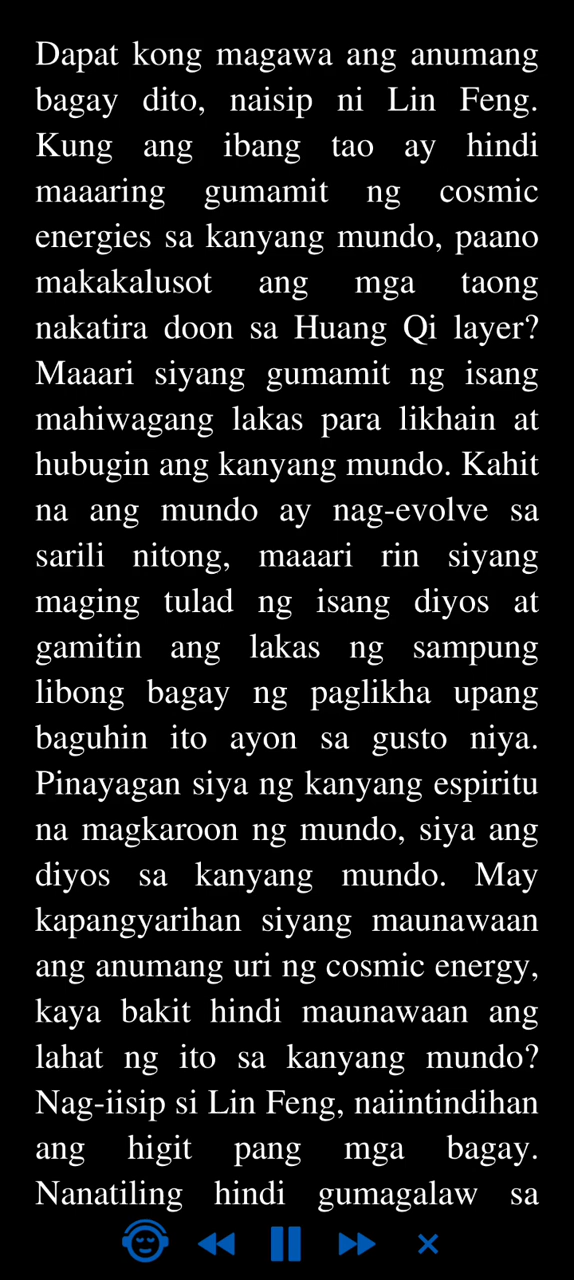 Dapat kong magawa ang anumang
bagay dito, naisip ni Lin Feng.
Kung ang ibang tao ay hindi
maaaring gumamit ng cosmic
energies sa kanyang mundo, paano
makakalusot ang mga taong
nakatira doon sa Huang Qi layer?
Maaari siyang gumamit ng isang
mahiwagang lakas para likhain at
hubugin ang kanyang mundo. Kahit
na ang mundo ay nag-evolve sa
sarili nitong, maaari rin siyang
maging tulad ng isang diyos at
gamitin ang lakas ng sampung
libong bagay ng paglikha upang
baguhin ito ayon sa gusto niya.
Pinayagan siya ng kanyang espiritu
na magkaroon ng mundo, siya ang
diyos sa kanyang mundo. May
kapangyarihan siyang maunawaan
ang anumang uri ng cosmic energy,
kaya bakit hindi maunawaan ang
lahat ng ito sa kanyang mundo?
Nag-iisip si Lin Feng, naiintindihan
ang higit pang mga bagay.
Nanatiling hindi gumagalaw sa